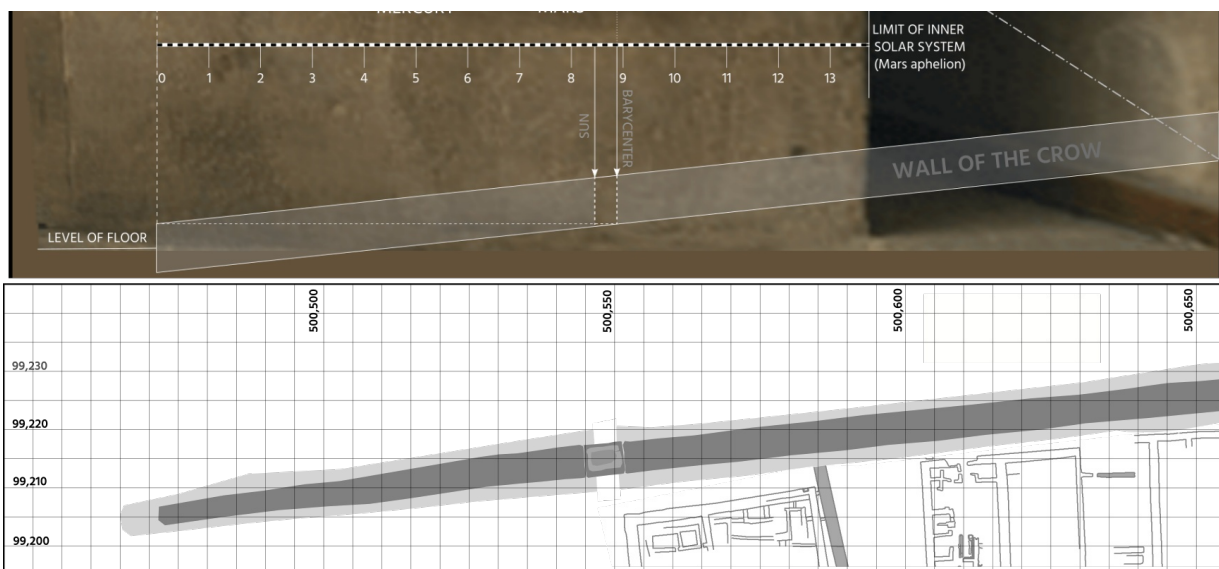 MERCURY MARS
0 1 2 3 4 5 6 7 8 9 10 11 12 13
LIMIT OF INNER
SOLAR SYSTEM
(Mars aphelion)
SUN
BARYCENTER
WALL OF THE CROW
LEVEL OF FLOOR
500,500
500,550
500,600
500,650
99,230
99,220
99,210
99,200